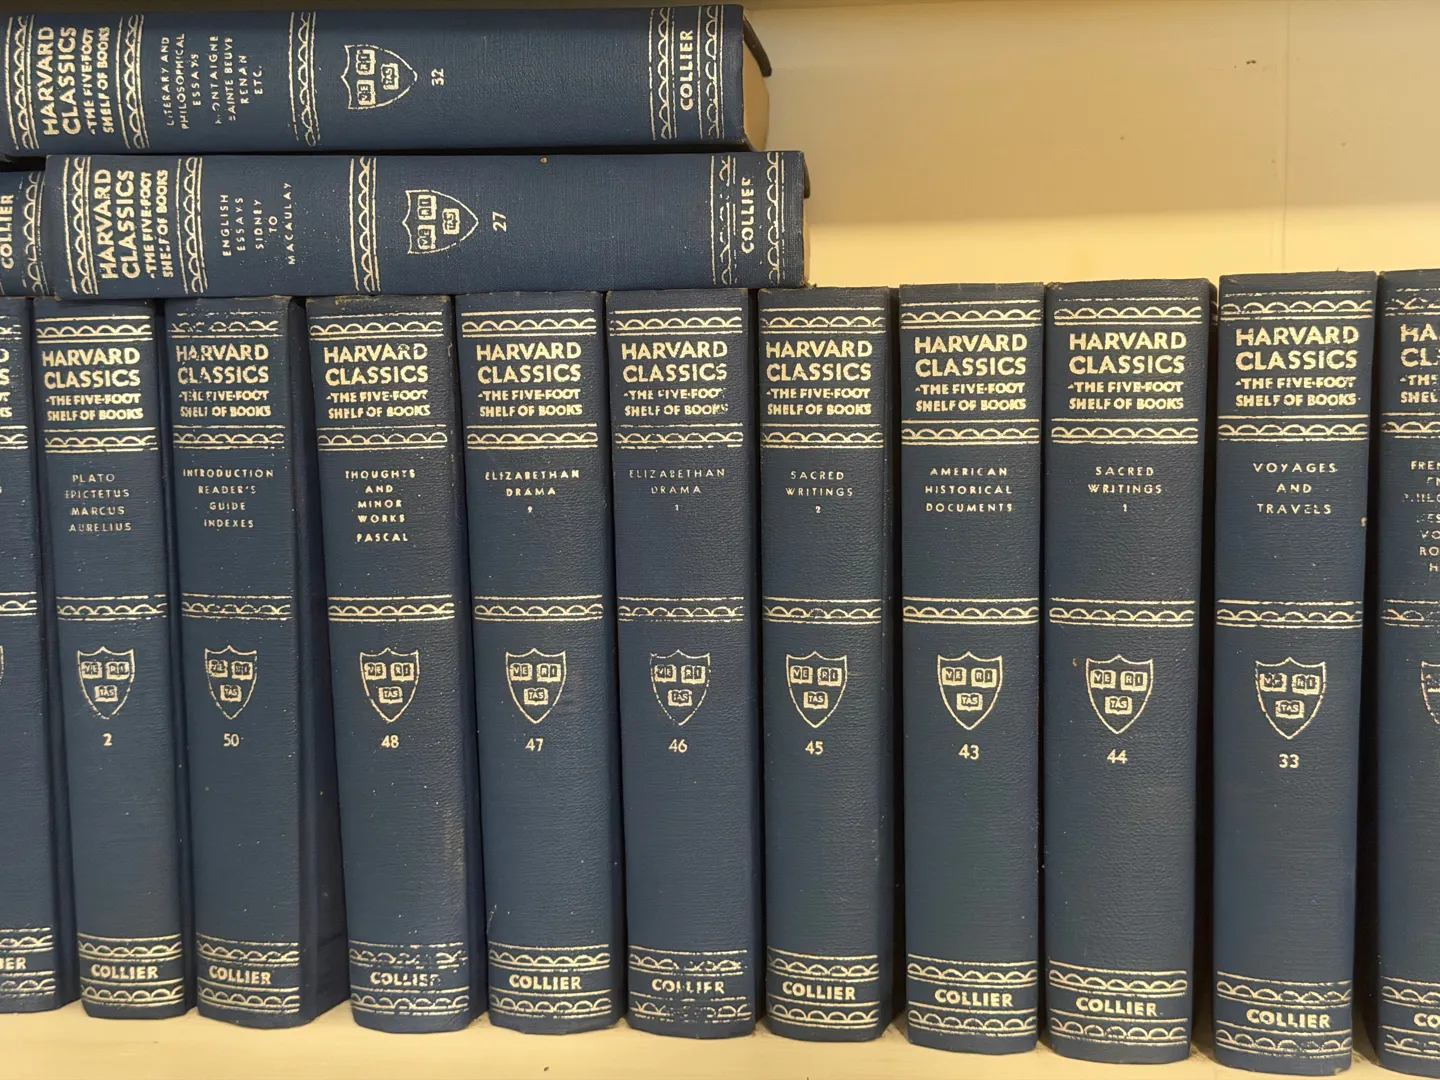 HARVARD
CLASSICS
THE FIVE-FOOT
SHELF OF BOOKS
LITERARY AND
PHILOSOPHICAL
ESSAYS
MONTAIGNE
SAINTE BEUVE
RENAN
ETC.
VE RI
TAS
32
COLLIER
COLLIER
HARVARD
CLASSICS
THE FIVE-FOOT
SHELF OF BOOKS
ENGLISH
ESSAYS
SIDNEY
TO
MACAULAY
VE RI
TAS
27
COLLIER
HARVARD
CLASSICS
THE FIVE-FOOT
SHELF OF BOOKS
PLATO
EPICTETUS
MARCUS
AURELIUS
VE RI
TAS
2
COLLIER
HARVARD
CLASSICS
THE FIVE-FOOT
SHELF OF BOOKS
INTRODUCTION
READER'S
GUIDE
INDEXES
VE RI
TAS
50
COLLIER
HARVARD
CLASSICS
THE FIVE-FOOT
SHELF OF BOOKS
THOUGHTS
AND
MINOR
WORKS
PASCAL
VE RI
TAS
48
COLLIER
HARVARD
CLASSICS
THE FIVE-FOOT
SHELF OF BOOKS
ELIZABETHAN
DRAMA
2
VE RI
TAS
47
COLLIER
HARVARD
CLASSICS
THE FIVE-FOOT
SHELF OF BOOKS
ELIZABETHAN
DRAMA
1
VE RI
TAS
46
COLLIER
HARVARD
CLASSICS
THE FIVE-FOOT
SHELF OF BOOKS
SACRED
WRITINGS
2
VE RI
TAS
45
COLLIER
HARVARD
CLASSICS
THE FIVE-FOOT
SHELF OF BOOKS
AMERICAN
HISTORICAL
DOCUMENTS
VE RI
TAS
43
COLLIER
HARVARD
CLASSICS
THE FIVE-FOOT
SHELF OF BOOKS
SACRED
WRITINGS
1
VE RI
TAS
44
COLLIER
HARVARD
CLASSICS
THE FIVE-FOOT
SHELF OF BOOKS
VOYAGES
AND
TRAVELS
VE RI
TAS
33
COLLIER